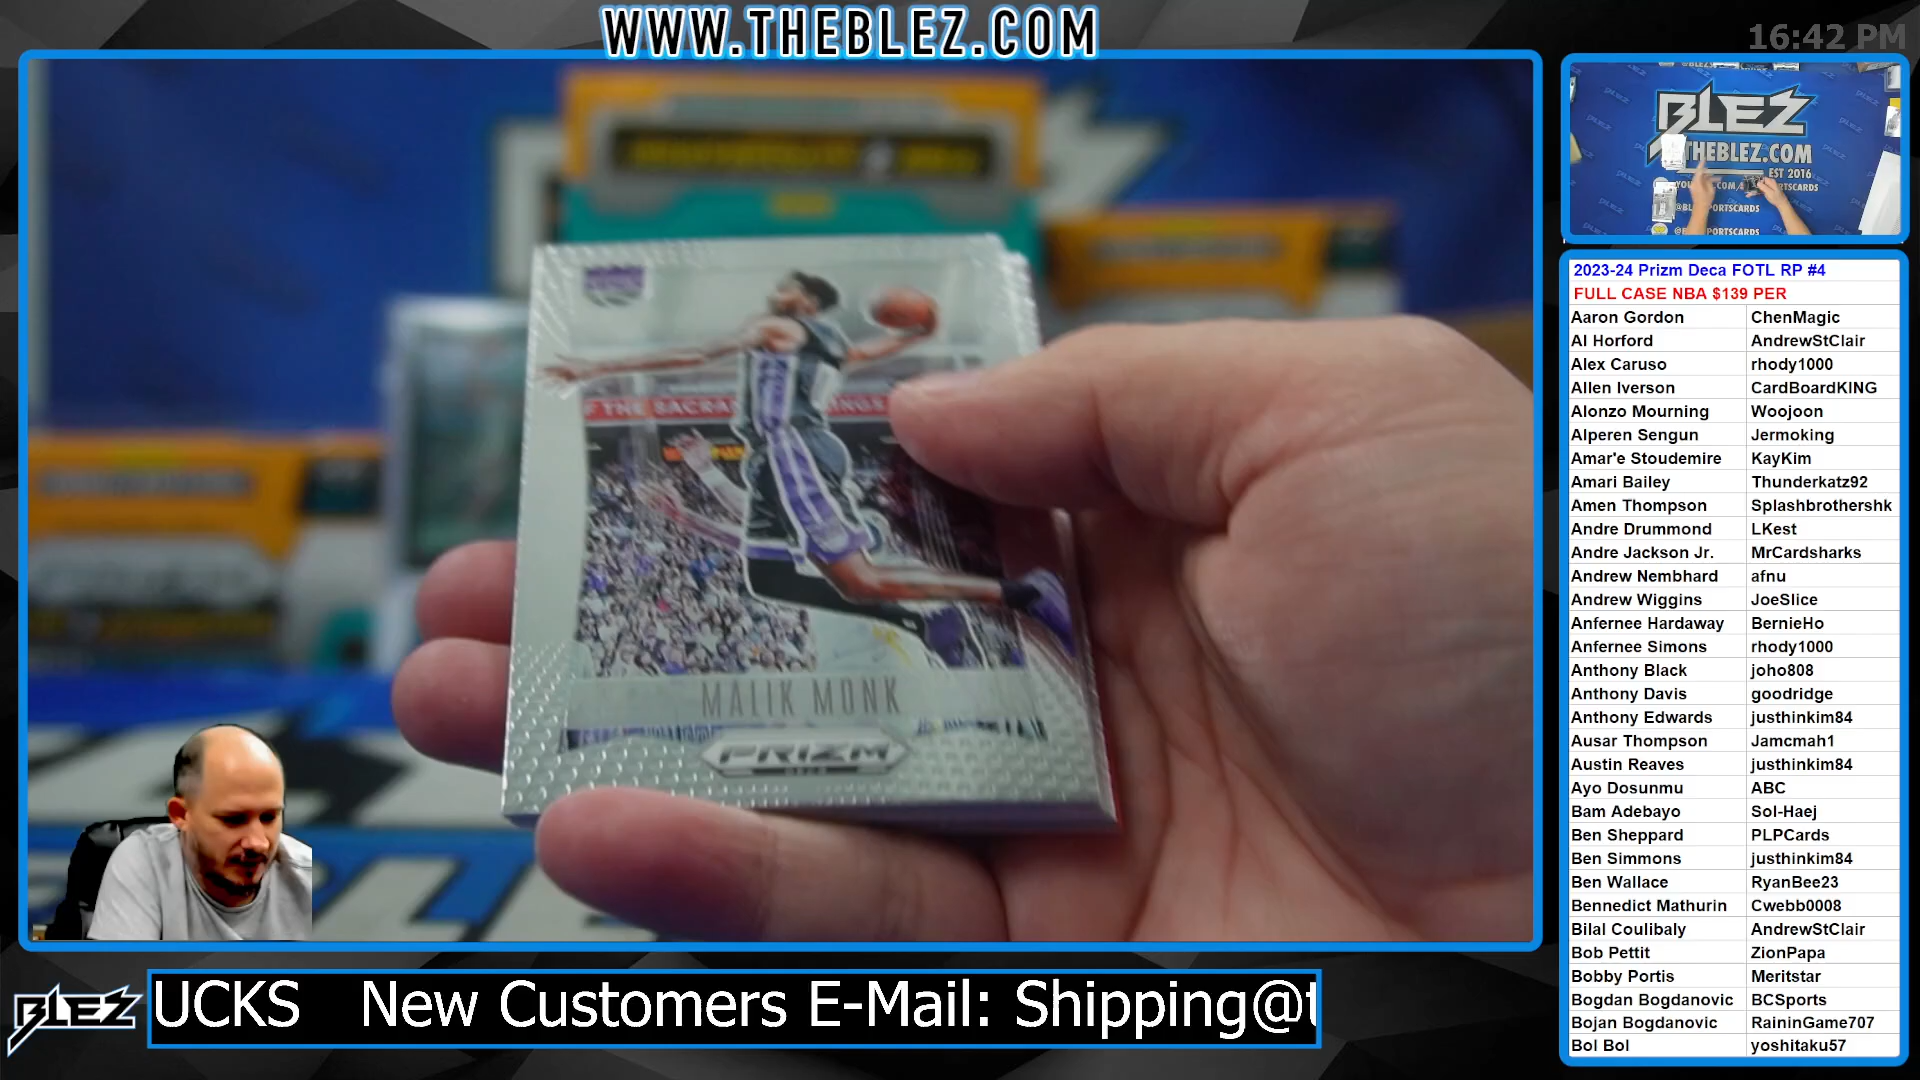 WWW.THEBLEZ.COM
16:42 PM
BLEZ
THEBLEZ.COM
EST 2016
2023-24 Prizm Deca FOTL RP #4
FULL CASE NBA $139 PER
Aaron Gordon ChenMagic
Al Horford AndrewStClair
Alex Caruso rhody1000
Allen Iverson CardBoardKING
Alonzo Mourning Woojoon
Alperen Sengun Jermoking
Amar'e Stoudemire KayKim
Amari Bailey Thunderkatz92
Amen Thompson Splashbrothershk
Andre Drummond LKest
Andre Jackson Jr. MrCardsharks
Andrew Nembhard afnu
Andrew Wiggins JoeSlice
Anfernee Hardaway BernieHo
Anfernee Simons rhody1000
Anthony Black joho808
Anthony Davis goodridge
Anthony Edwards justhinkim84
Ausar Thompson Jamcmah1
Austin Reaves justhinkim84
Ayo Dosunmu ABC
Bam Adebayo Sol-Haej
Ben Sheppard PLPCards
Ben Simmons justhinkim84
Ben Wallace RyanBee23
Bennedict Mathurin Cwebb0008
Bilal Coulibaly AndrewStClair
Bob Pettit ZionPapa
Bobby Portis Meritstar
Bogdan Bogdanovic BCSports
Bojan Bogdanovic RaininGame707
Bol Bol yoshitaku57
F THE SACRA
MALIK MONK
PRIZM
BLEZ
UCKS New Customers E-Mail: Shipping@t